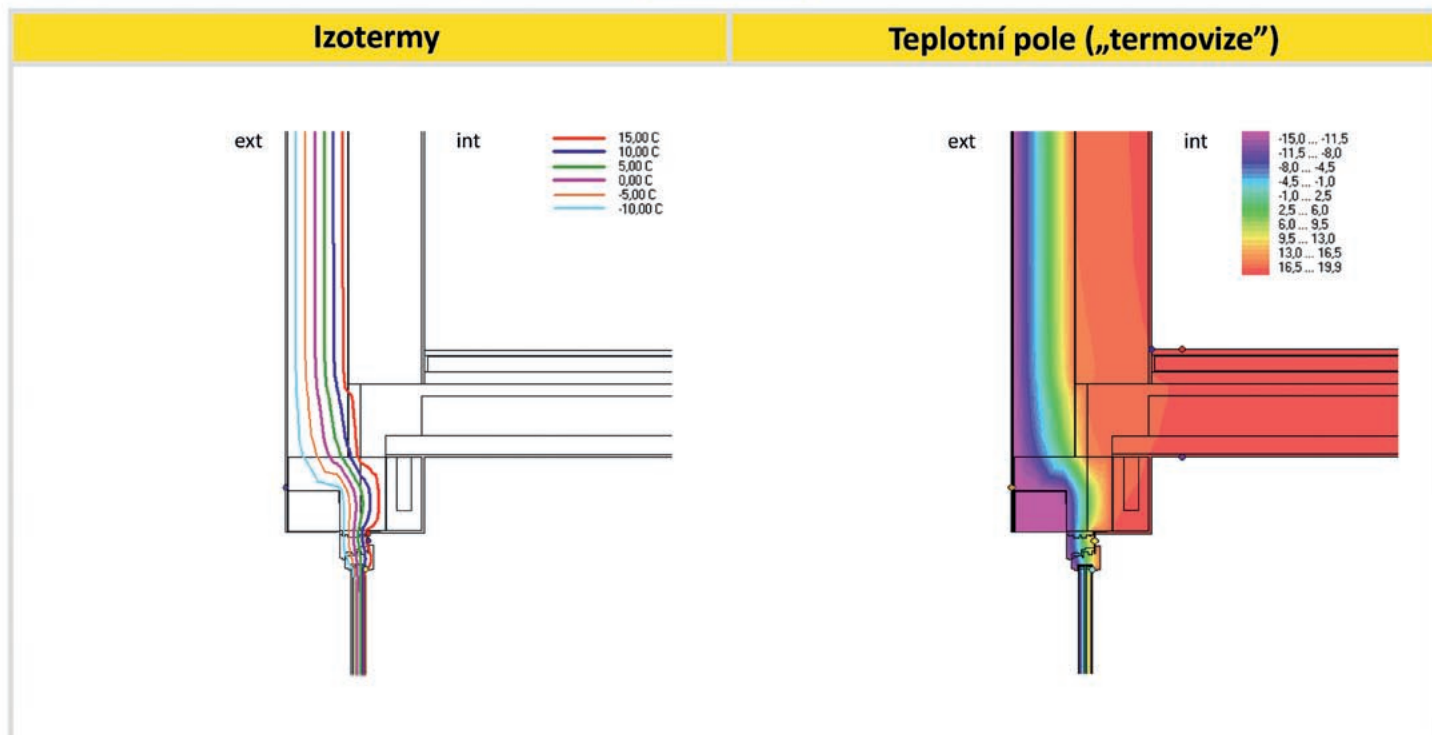 Izotermy
Teplotní pole („termovize”)
ext
int
15,00 C
10,00 C
5,00 C
0,00 C
-5,00 C
-10,00 C
ext
int
-15,0 ... -11,5
-11,5 ... -8,0
-8,0 ... -4,5
-4,5 ... -1,0
-1,0 ... 2,5
2,5 ... 6,0
6,0 ... 9,5
9,5 ... 13,0
13,0 ... 16,5
16,5 ... 19,9